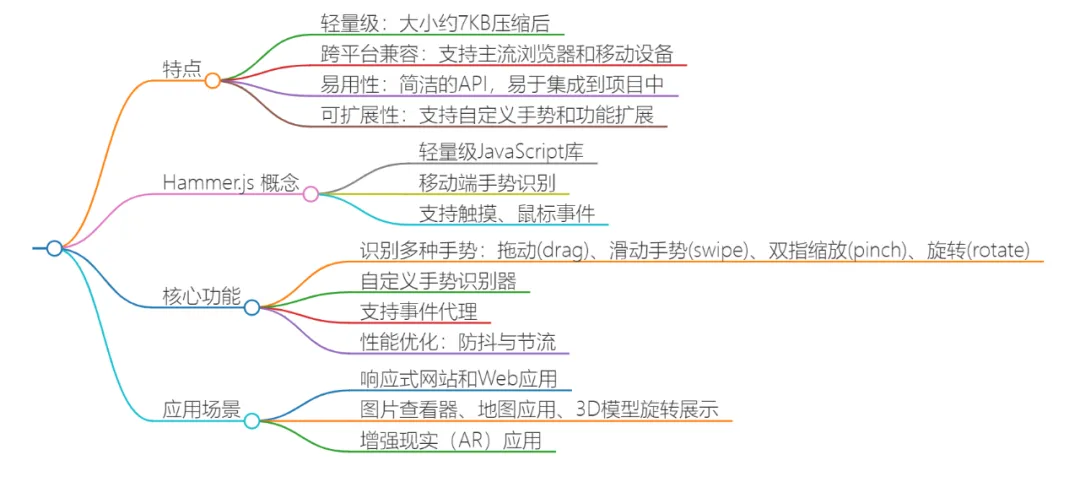 特点
轻量级：大小约7KB压缩后
跨平台兼容：支持主流浏览器和移动设备
易用性：简洁的API，易于集成到项目中
可扩展性：支持自定义手势和功能扩展
Hammer.js 概念
轻量级JavaScript库
移动端手势识别
支持触摸、鼠标事件
核心功能
识别多种手势：拖动(drag)、滑动手势(swipe)、双指缩放(pinch)、旋转(rotate)
自定义手势识别器
支持事件代理
性能优化：防抖与节流
应用场景
响应式网站和Web应用
图片查看器、地图应用、3D模型旋转展示
增强现实（AR）应用